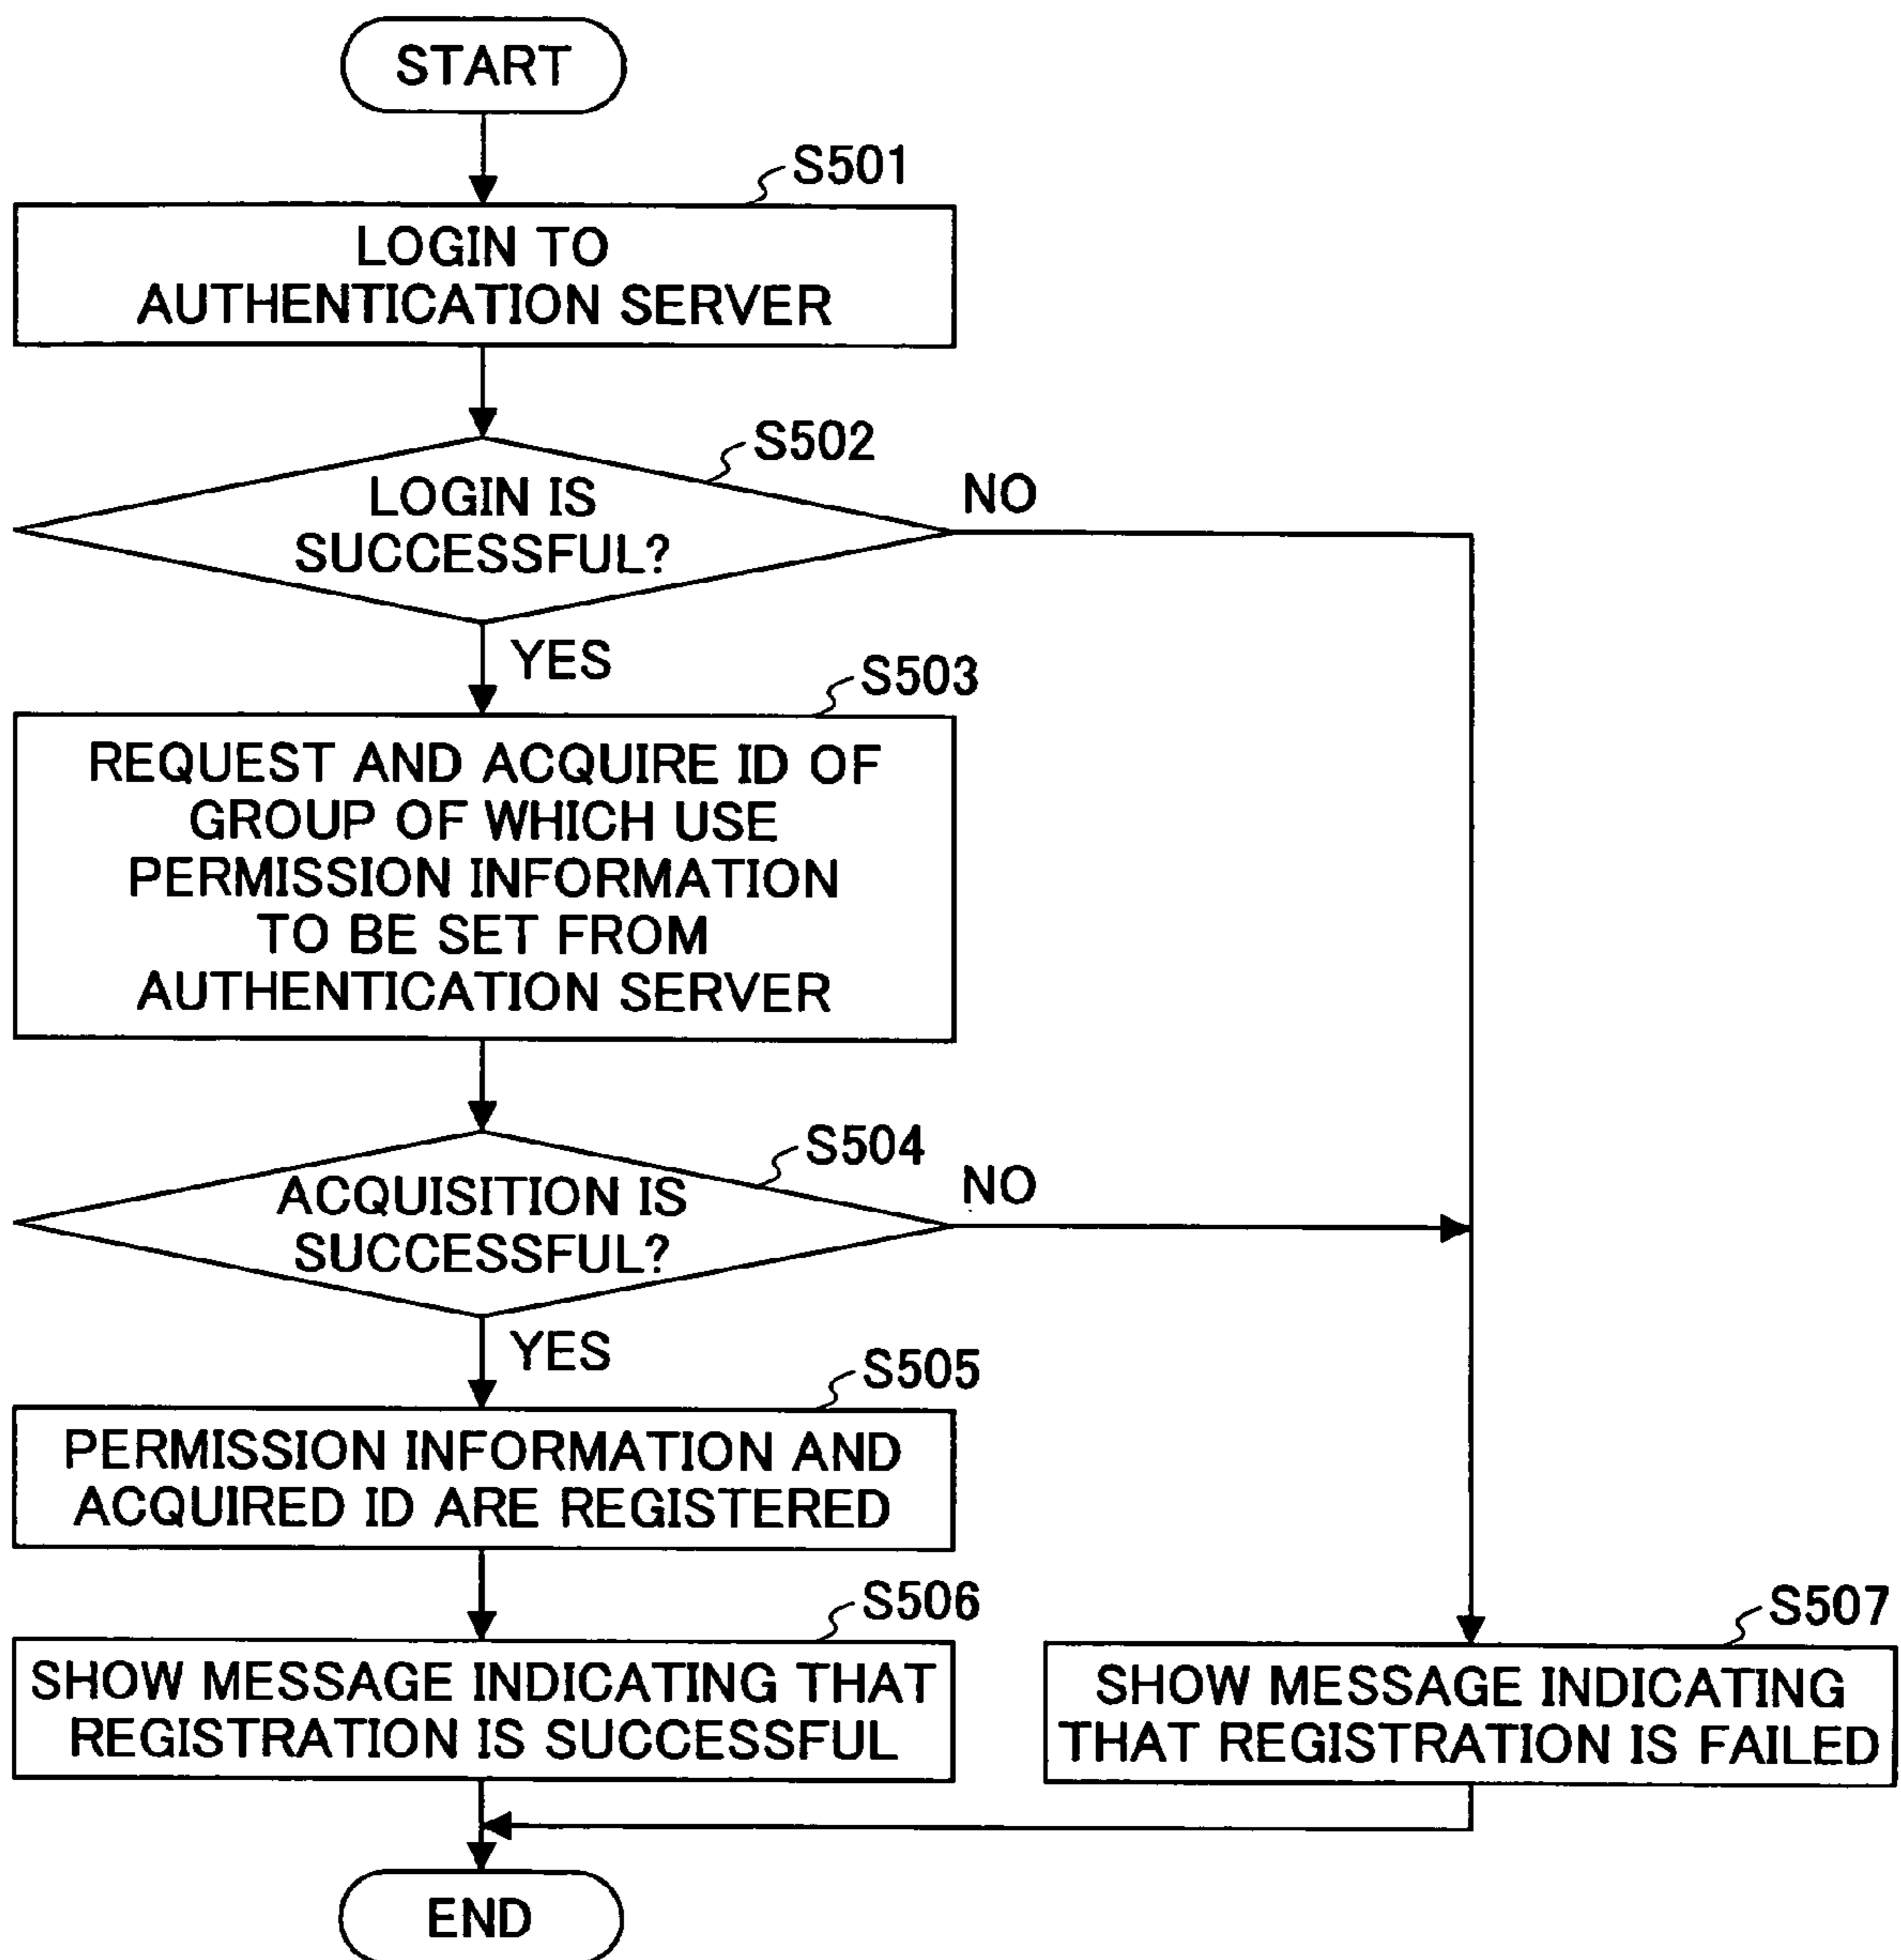 START
S501
LOGIN TO
AUTHENTICATION SERVER
S502
LOGIN IS
SUCCESSFUL?
NO
YES
S503
REQUEST AND ACQUIRE ID OF
GROUP OF WHICH USE
PERMISSION INFORMATION
TO BE SET FROM
AUTHENTICATION SERVER
S504
ACQUISITION IS
SUCCESSFUL?
NO
YES
S505
PERMISSION INFORMATION AND
ACQUIRED ID ARE REGISTERED
S506
SHOW MESSAGE INDICATING THAT
REGISTRATION IS SUCCESSFUL
S507
SHOW MESSAGE INDICATING
THAT REGISTRATION IS FAILED
END